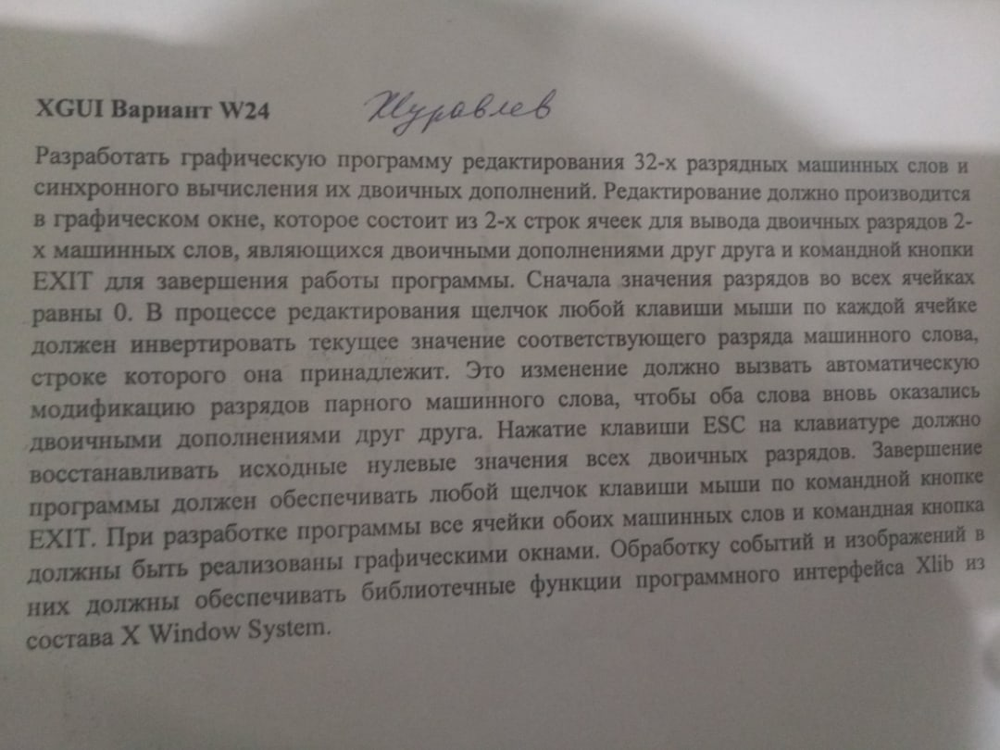 XGUI Вариант W24 Журавлев
Разработать графическую программу редактирования 32-х разрядных машинных слов и
синхронного вычисления их двоичных дополнений. Редактирование должно производится
в графическом окне, которое состоит из 2-х строк ячеек для вывода двоичных разрядов 2-
х машинных слов, являющихся двоичными дополнениями друг друга и командной кнопки
EXIT для завершения работы программы. Сначала значения разрядов во всех ячейках
равны 0. В процессе редактирования щелчок любой клавиши мыши по каждой ячейке
должен инвертировать текущее значение соответствующего разряда машинного слова,
строке которого она принадлежит. Это изменение должно вызвать автоматическую
модификацию разрядов парного машинного слова, чтобы оба слова вновь оказались
двоичными дополнениями друг друга. Нажатие клавиши ESC на клавиатуре должно
восстанавливать исходные нулевые значения всех двоичных разрядов. Завершение
программы должен обеспечивать любой щелчок клавиши мыши по командной кнопке
EXIT. При разработке программы все ячейки обоих машинных слов и командная кнопка
должны быть реализованы графическими окнами. Обработку событий и изображений в
них должны обеспечивать библиотечные функции программного интерфейса Xlib из
состава X Window System.